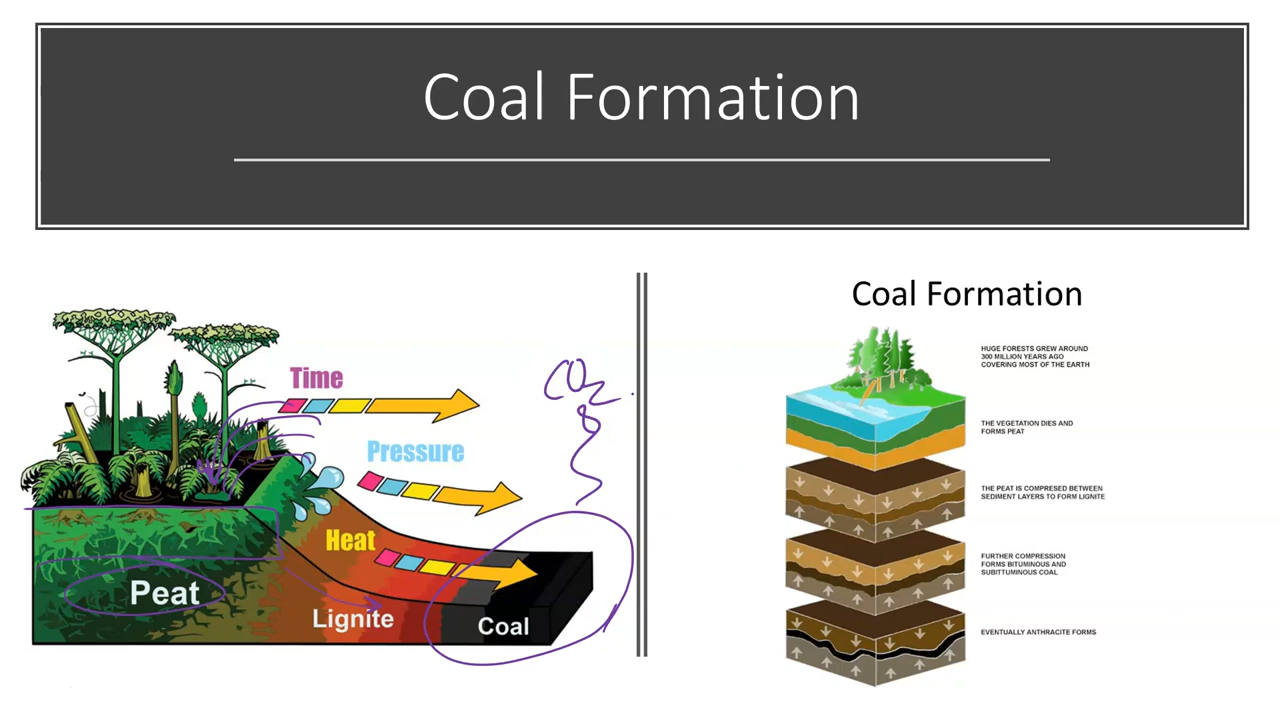 Coal Formation
Time
Pressure
Heat
Peat
Lignite
Coal
CO2
Coal Formation
HUGE FORESTS GREW AROUND
300 MILLION YEARS AGO
COVERING MOST OF THE EARTH
THE VEGETATION DIES AND
FORMS PEAT
THE PEAT IS COMPRESED BETWEEN
SEDIMENT LAYERS TO FORM LIGNITE
FURTHER COMPRESSION
FORMS BITUMINOUS AND
SUBITTUMINOUS COAL
EVENTUALLY ANTHRACITE FORMS